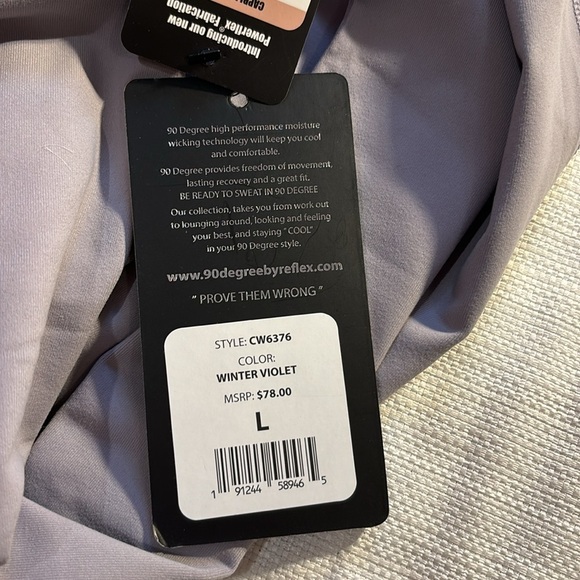 Introducing our new
Powerflex® Fabrication
90 Degree high performance moisture
wicking technology will keep you cool
and comfortable.
90 Degree provides freedom of movement,
lasting recovery and a great fit.
BE READY TO SWEAT IN 90 DEGREE
Our collection, takes you from work out
to lounging around, looking and feeling
your best, and staying "COOL"
in your 90 Degree style.
www.90degreebyreflex.com
" PROVE THEM WRONG "
STYLE: CW6376
COLOR:
WINTER VIOLET
MSRP: $78.00
L
1 91244 58946 5